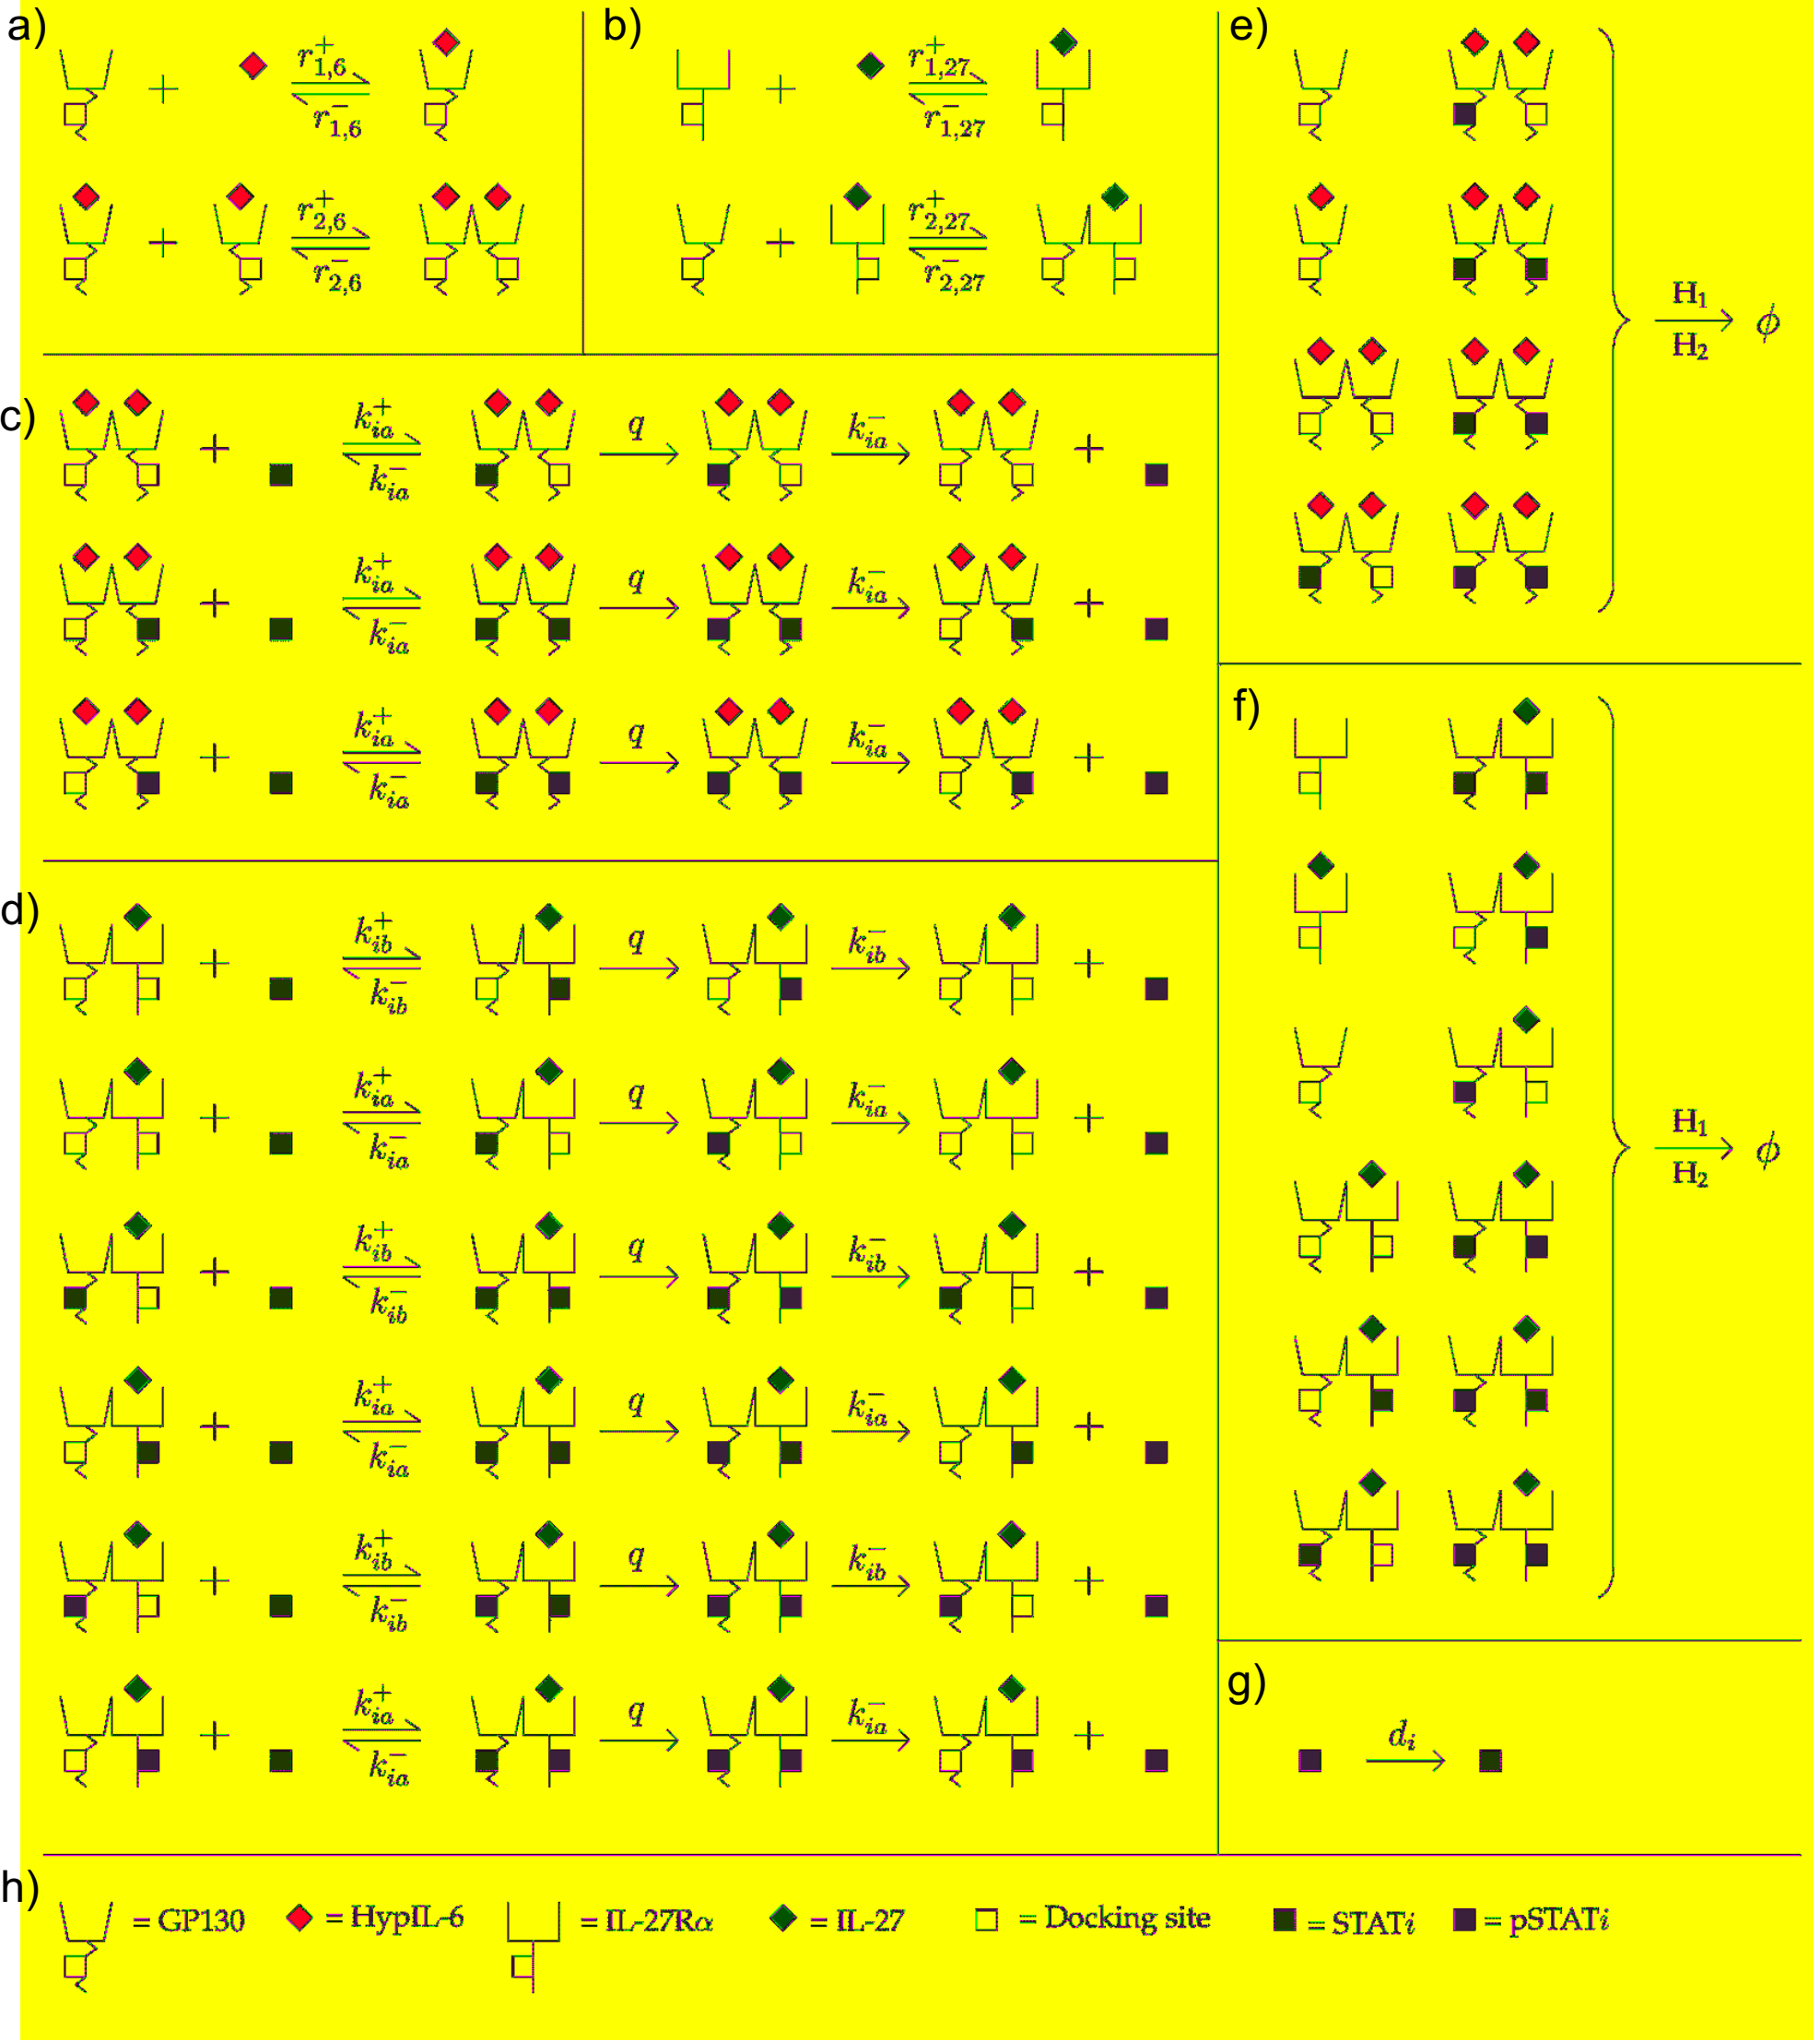 a)
r⁺₁,₆
r⁻₁,₆
r⁺₂,₆
r⁻₂,₆
b)
r⁺₁,₂₇
r⁻₁,₂₇
r⁺₂,₂₇
r⁻₂,₂₇
c)
k⁺ia q k⁻ia
k⁻ia
k⁺ia q k⁻ia
k⁻ia
k⁺ia q k⁻ia
k⁻ia
d)
k⁺ib q k⁻ib
k⁻ib
k⁺ia q k⁻ia
k⁻ia
k⁺ib q k⁻ib
k⁻ib
k⁺ia q k⁻ia
k⁻ia
k⁺ib q k⁻ib
k⁻ib
k⁺ia q k⁻ia
k⁻ia
e)
H₁
H₂
ϕ
f)
H₁
H₂
ϕ
g)
dᵢ
h)
= GP130 = HypIL-6 = IL-27Rα = IL-27 = Docking site = STATi = pSTATi